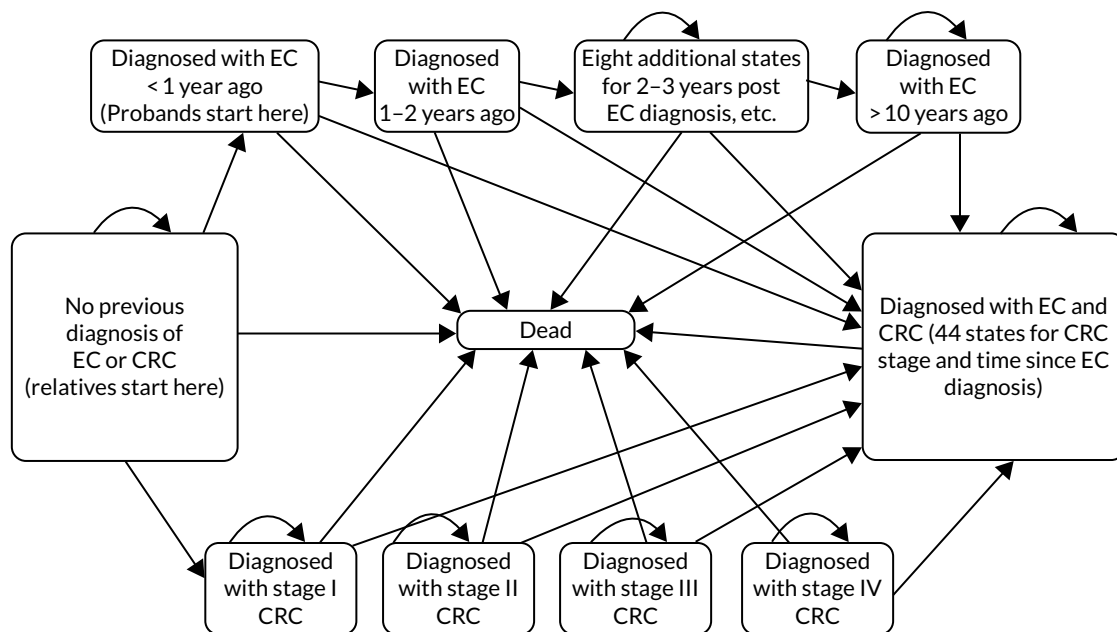 Diagnosed with EC
< 1 year ago
(Probands start here)
Diagnosed
with EC
1–2 years ago
Eight additional states
for 2–3 years post
EC diagnosis, etc.
Diagnosed
with EC
> 10 years ago
No previous
diagnosis of
EC or CRC
(relatives start here)
Dead
Diagnosed with EC and
CRC (44 states for CRC
stage and time since EC
diagnosis)
Diagnosed
with stage I
CRC
Diagnosed
with stage II
CRC
Diagnosed
with stage III
CRC
Diagnosed
with stage IV
CRC